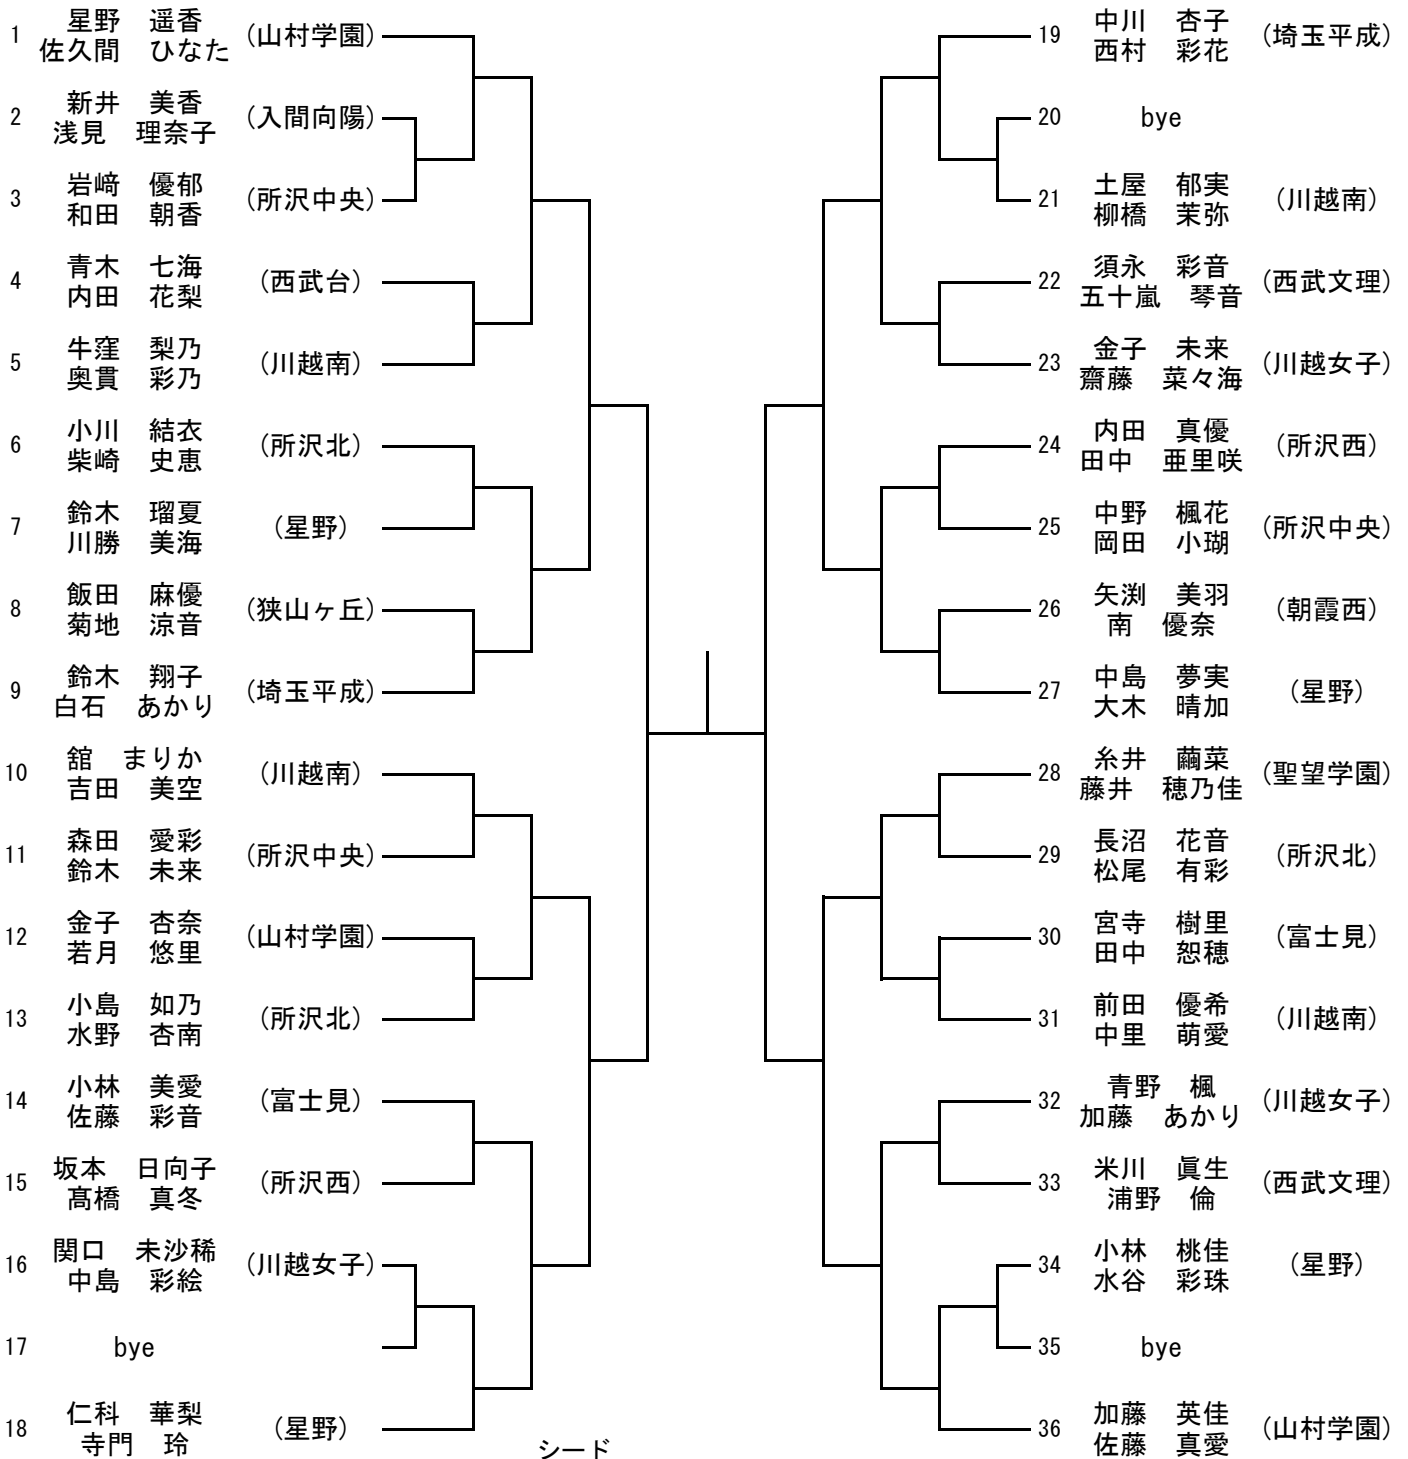 1 星野　遥香 (山村学園)
佐久間　ひなた
2 新井　美香 (入間向陽)
浅見　理奈子
3 岩﨑　優郁 (所沢中央)
和田　朝香
4 青木　七海 (西武台)
内田　花梨
5 牛窪　梨乃 (川越南)
奥貫　彩乃
6 小川　結衣 (所沢北)
柴崎　史恵
7 鈴木　瑠夏 (星野)
川勝　美海
8 飯田　麻優 (狭山ヶ丘)
菊地　涼音
9 鈴木　翔子 (埼玉平成)
白石　あかり
10 舘　まりか (川越南)
吉田　美空
11 森田　愛彩 (所沢中央)
鈴木　未来
12 金子　杏奈 (山村学園)
若月　悠里
13 小島　如乃 (所沢北)
水野　杏南
14 小林　美愛 (富士見)
佐藤　彩音
15 坂本　日向子 (所沢西)
髙橋　真冬
16 関口　未沙稀 (川越女子)
中島　彩絵
17 bye
18 仁科　華梨 (星野)
寺門　玲
19 中川　杏子 (埼玉平成)
西村　彩花
20 bye
21 土屋　郁実 (川越南)
柳橋　茉弥
22 須永　彩音 (西武文理)
五十嵐　琴音
23 金子　未来 (川越女子)
齋藤　菜々海
24 内田　真優 (所沢西)
田中　亜里咲
25 中野　楓花 (所沢中央)
岡田　小瑚
26 矢渕　美羽 (朝霞西)
南　優奈
27 中島　夢実 (星野)
大木　晴加
28 糸井　繭菜 (聖望学園)
藤井　穂乃佳
29 長沼　花音 (所沢北)
松尾　有彩
30 宮寺　樹里 (富士見)
田中　恕穂
31 前田　優希 (川越南)
中里　萌愛
32 青野　楓 (川越女子)
加藤　あかり
33 米川　眞生 (西武文理)
浦野　倫
34 小林　桃佳 (星野)
水谷　彩珠
35 bye
36 加藤　英佳 (山村学園)
佐藤　真愛
シード